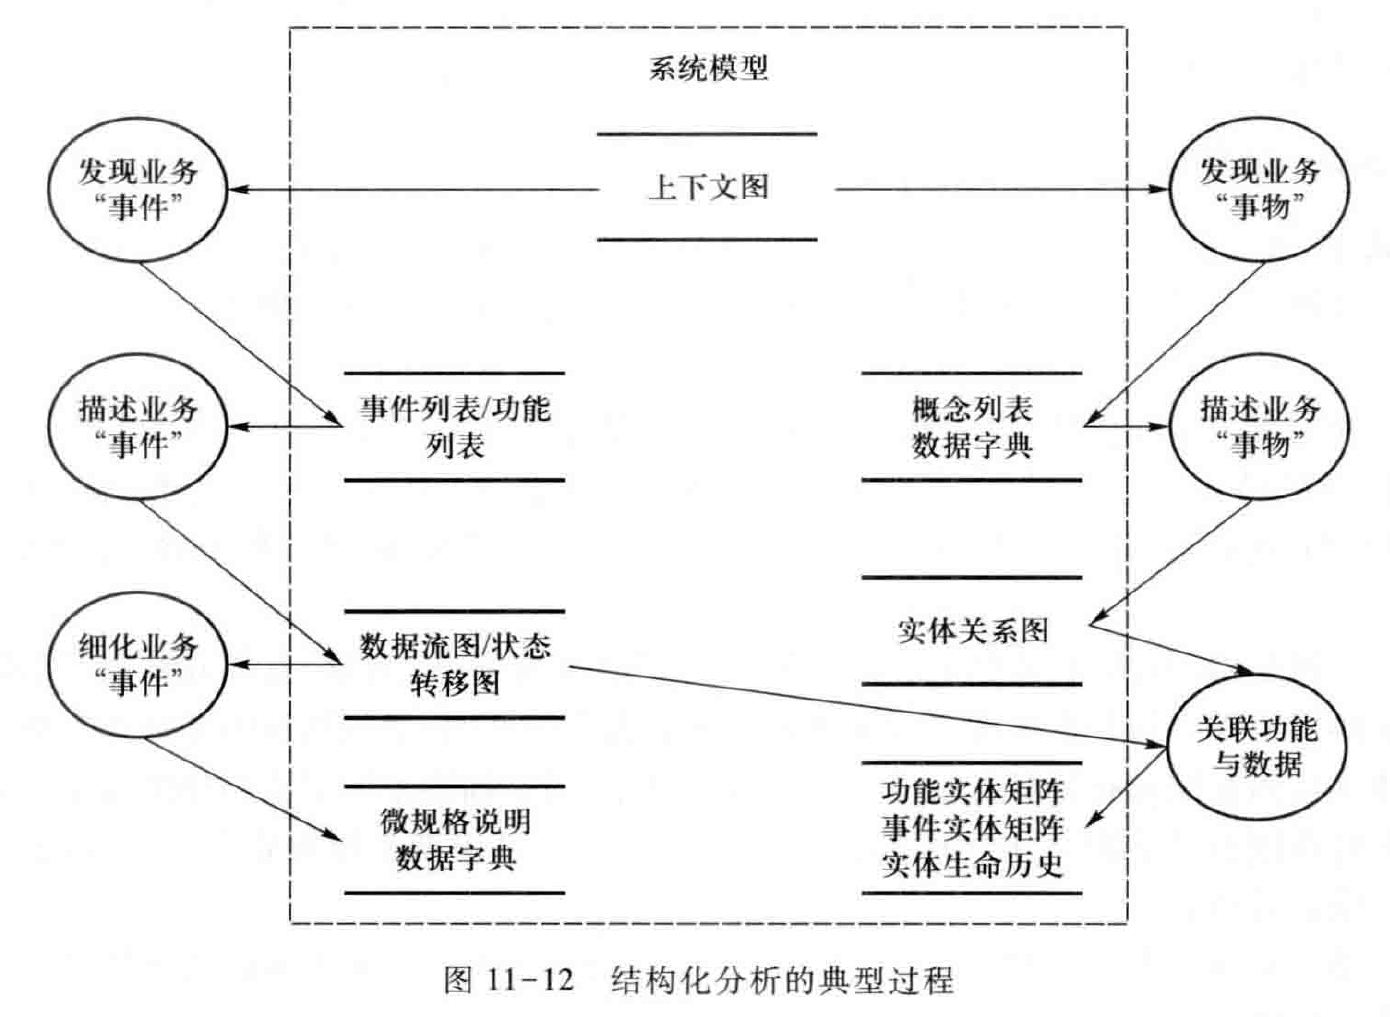 系统模型
发现业务
“事件”
上下文图
发现业务
“事物”
描述业务
“事件”
事件列表/功能
列表
概念列表
数据字典
描述业务
“事物”
细化业务
“事件”
数据流图/状态
转移图
实体关系图
关联功能
与数据
微规格说明
数据字典
功能实体矩阵
事件实体矩阵
实体生命历史
图 11-12 结构化分析的典型过程